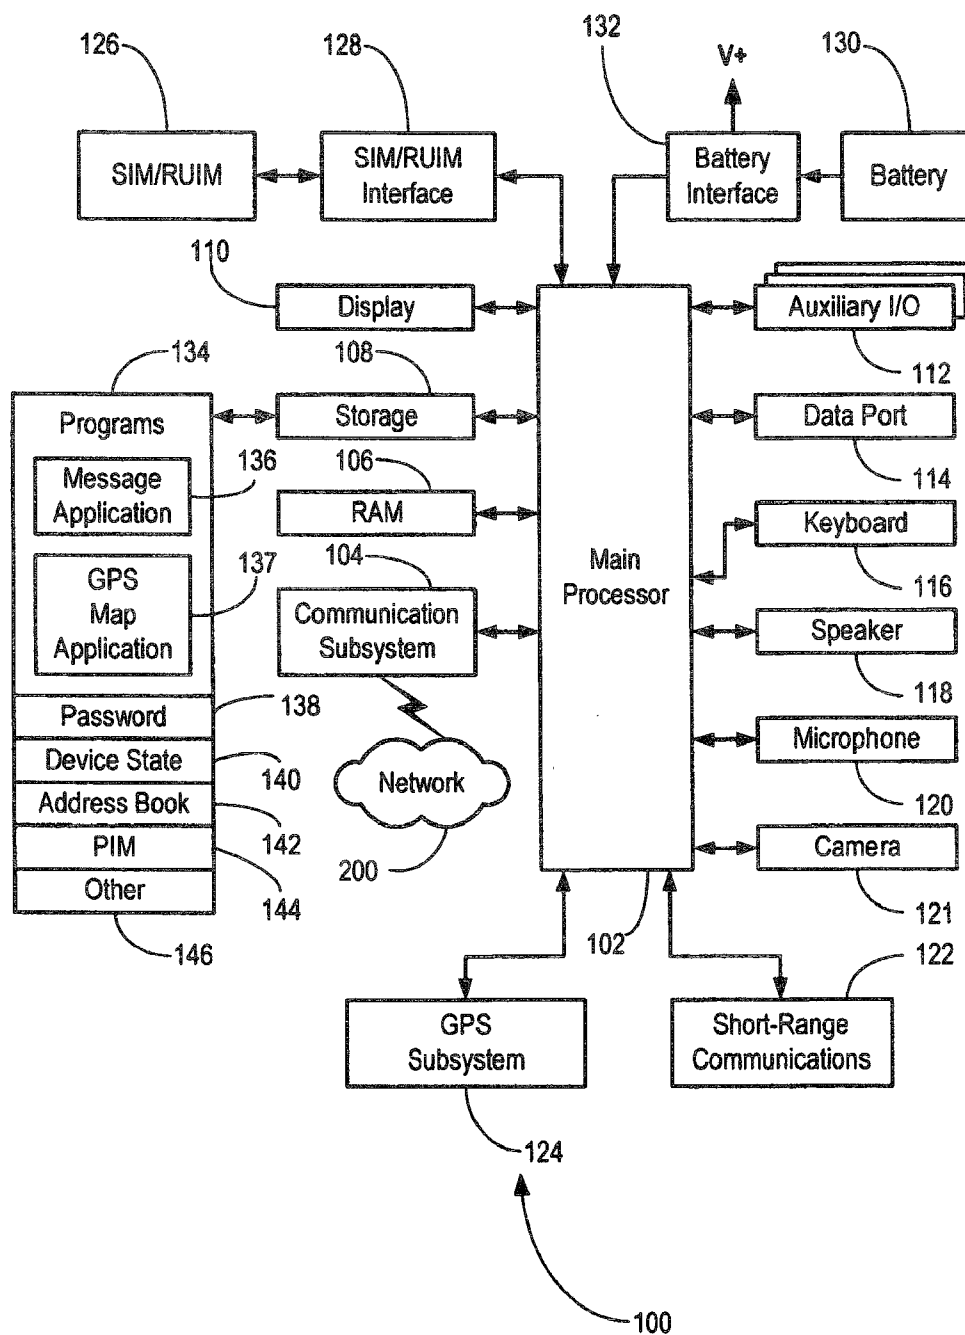 126
128
132
V+
130
SIM/RUIM
SIM/RUIM
Interface
Battery
Interface
Battery
110
Display
Auxiliary I/O
134
108
112
Programs
Storage
Data Port
Message
Application
136
106
114
RAM
Keyboard
GPS
Map
Application
137
104
Main
Processor
116
Communication
Subsystem
Speaker
138
118
Password
Microphone
Device State
140
Network
120
Address Book
142
PIM
200
Camera
Other
144
102
121
146
122
GPS
Subsystem
Short-Range
Communications
124
100